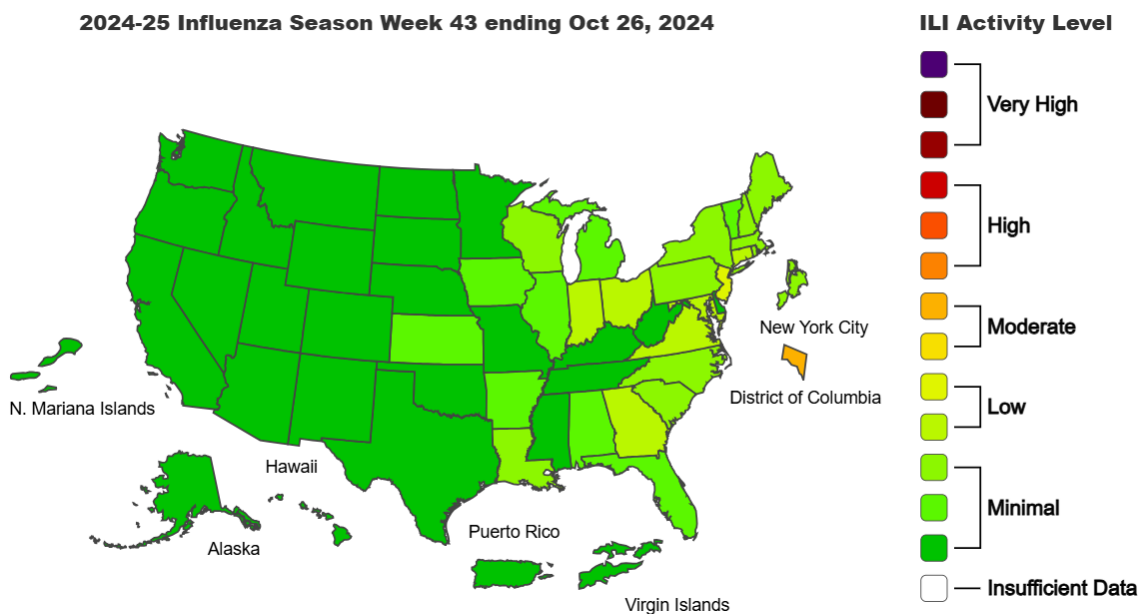 2024-25 Influenza Season Week 43 ending Oct 26, 2024
ILI Activity Level
Very High
High
Moderate
Low
Minimal
Insufficient Data
New York City
District of Columbia
N. Mariana Islands
Hawaii
Alaska
Puerto Rico
Virgin Islands